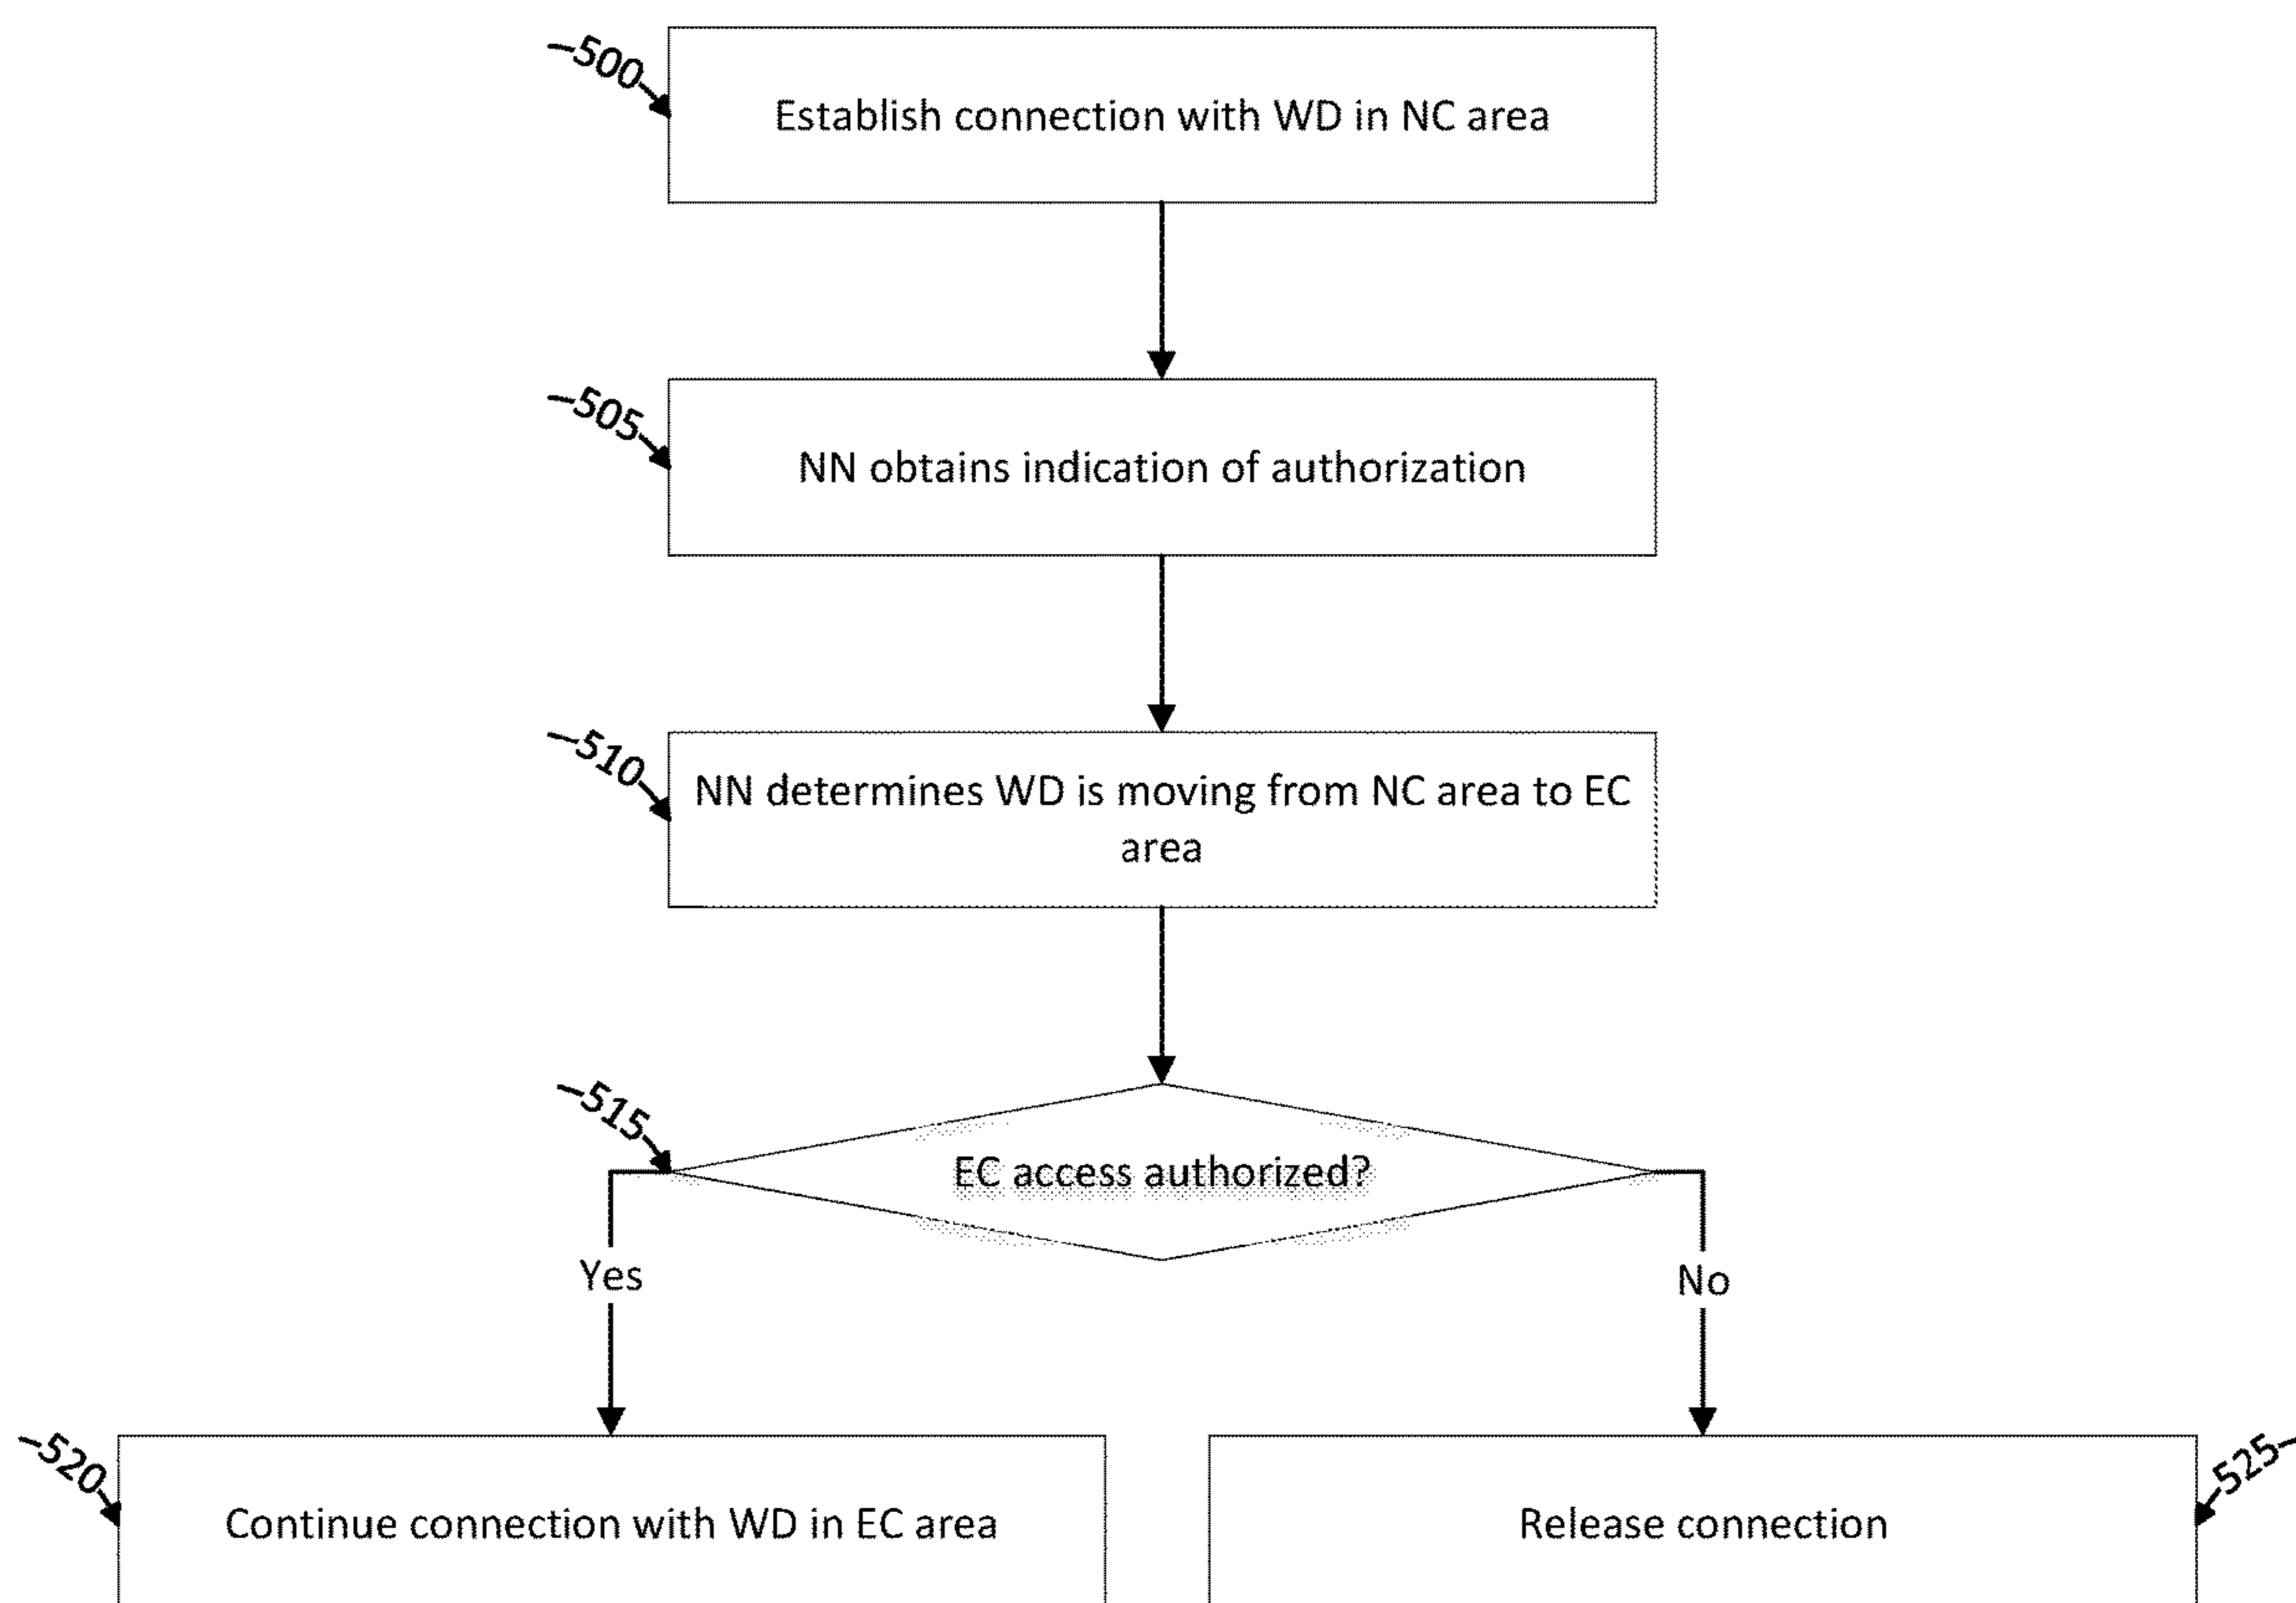 500
Establish connection with WD in NC area
505
NN obtains indication of authorization
510
NN determines WD is moving from NC area to EC
area
515
EC access authorized?
Yes
No
520
Continue connection with WD in EC area
Release connection
525